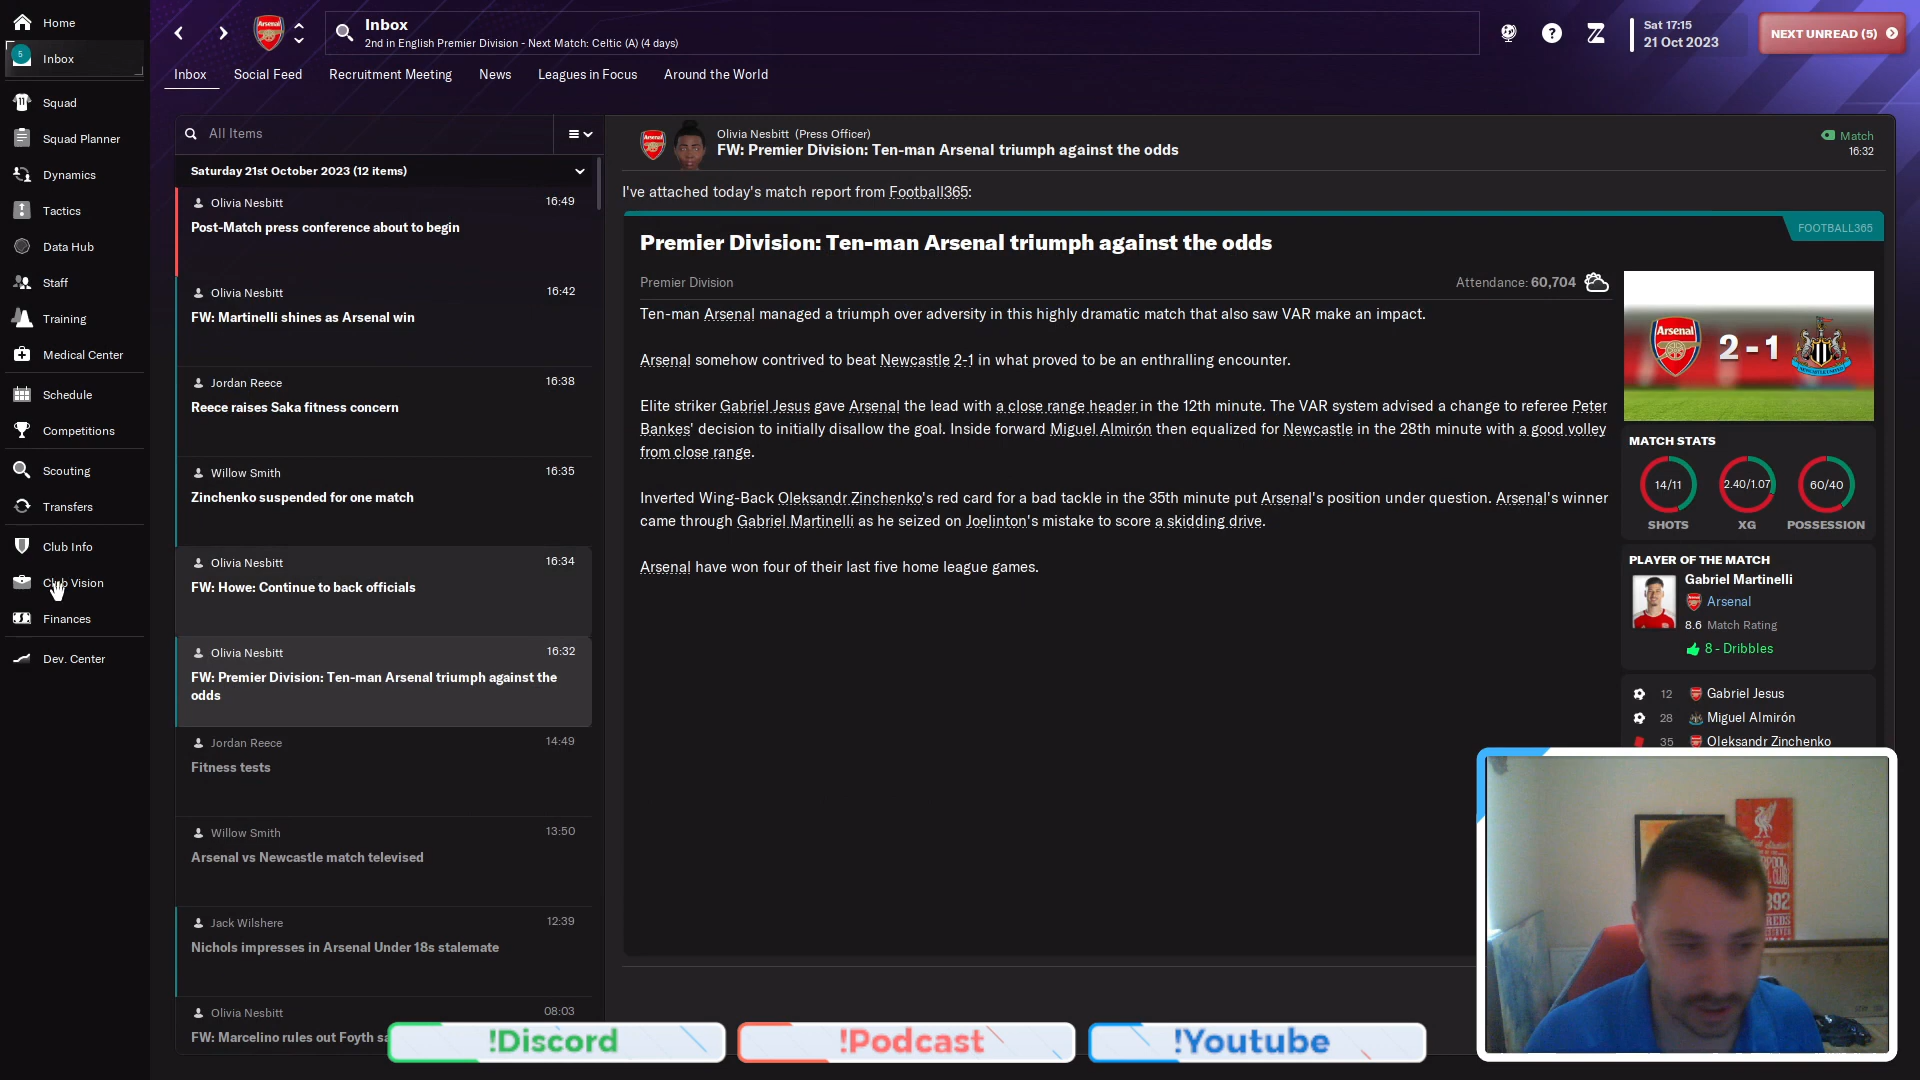 Home
5
Inbox
Squad
Squad Planner
Dynamics
Tactics
Data Hub
Staff
Training
Medical Center
Schedule
Competitions
Scouting
Transfers
Club Info
Club Vision
Finances
Dev. Center
Arsenal
Inbox
2nd in English Premier Division - Next Match: Celtic (A) (4 days)
?
Sat 17:15
21 Oct 2023
NEXT UNREAD (5)
Inbox Social Feed Recruitment Meeting News Leagues in Focus Around the World
All Items
Saturday 21st October 2023 (12 items)
Olivia Nesbitt 16:49
Post-Match press conference about to begin
Olivia Nesbitt 16:42
FW: Martinelli shines as Arsenal win
Jordan Reece 16:38
Reece raises Saka fitness concern
Willow Smith 16:35
Zinchenko suspended for one match
Olivia Nesbitt 16:34
FW: Howe: Continue to back officials
Olivia Nesbitt 16:32
FW: Premier Division: Ten-man Arsenal triumph against the
odds
Jordan Reece 14:49
Fitness tests
Willow Smith 13:50
Arsenal vs Newcastle match televised
Jack Wilshere 12:39
Nichols impresses in Arsenal Under 18s stalemate
Olivia Nesbitt 08:03
FW: Marcelino rules out Foyth
Olivia Nesbitt (Press Officer)
FW: Premier Division: Ten-man Arsenal triumph against the odds
Match
16:32
I've attached today's match report from Football365:
FOOTBALL365
Premier Division: Ten-man Arsenal triumph against the odds
Premier Division
Attendance: 60,704
Ten-man Arsenal managed a triumph over adversity in this highly dramatic match that also saw VAR make an impact.
Arsenal somehow contrived to beat Newcastle 2-1 in what proved to be an enthralling encounter.
Elite striker Gabriel Jesus gave Arsenal the lead with a close range header in the 12th minute. The VAR system advised a change to referee Peter
Bankes' decision to initially disallow the goal. Inside forward Miguel Almirón then equalized for Newcastle in the 28th minute with a good volley
from close range.
Inverted Wing-Back Oleksandr Zinchenko's red card for a bad tackle in the 35th minute put Arsenal's position under question. Arsenal's winner
came through Gabriel Martinelli as he seized on Joelinton's mistake to score a skidding drive.
Arsenal have won four of their last five home league games.
Arsenal 2 - 1
MATCH STATS
14/11 2.40/1.07 60/40
SHOTS XG POSSESSION
PLAYER OF THE MATCH
Gabriel Martinelli
Arsenal
8.6 Match Rating
8 - Dribbles
12 Gabriel Jesus
28 Miguel Almirón
35 Oleksandr Zinchenko
!Discord !Podcast !Youtube